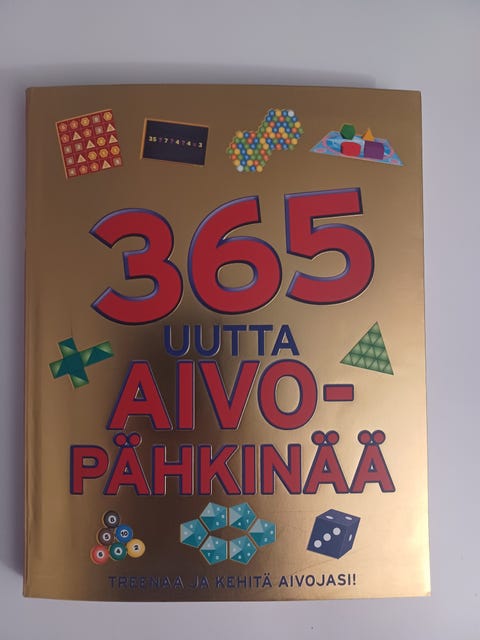 365
UUTTA
AIVO-
PÄHKINÄÄ
TREENAA JA KEHITÄ AIVOJASI!